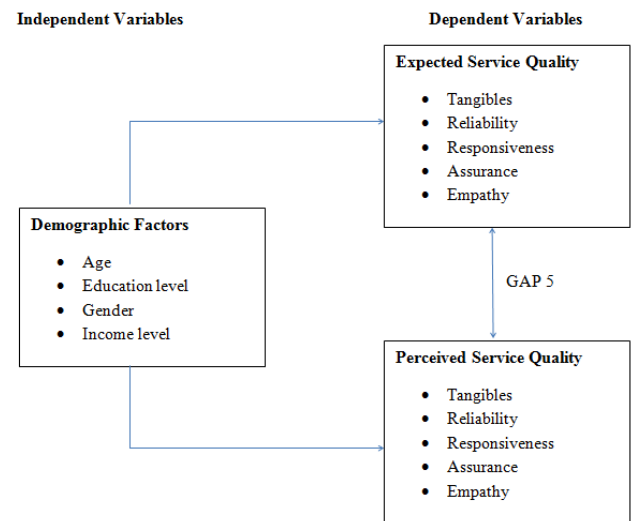 Independent Variables
Dependent Variables
Expected Service Quality
• Tangibles
• Reliability
• Responsiveness
• Assurance
• Empathy
Demographic Factors
• Age
• Education level
• Gender
• Income level
GAP 5
Perceived Service Quality
• Tangibles
• Reliability
• Responsiveness
• Assurance
• Empathy